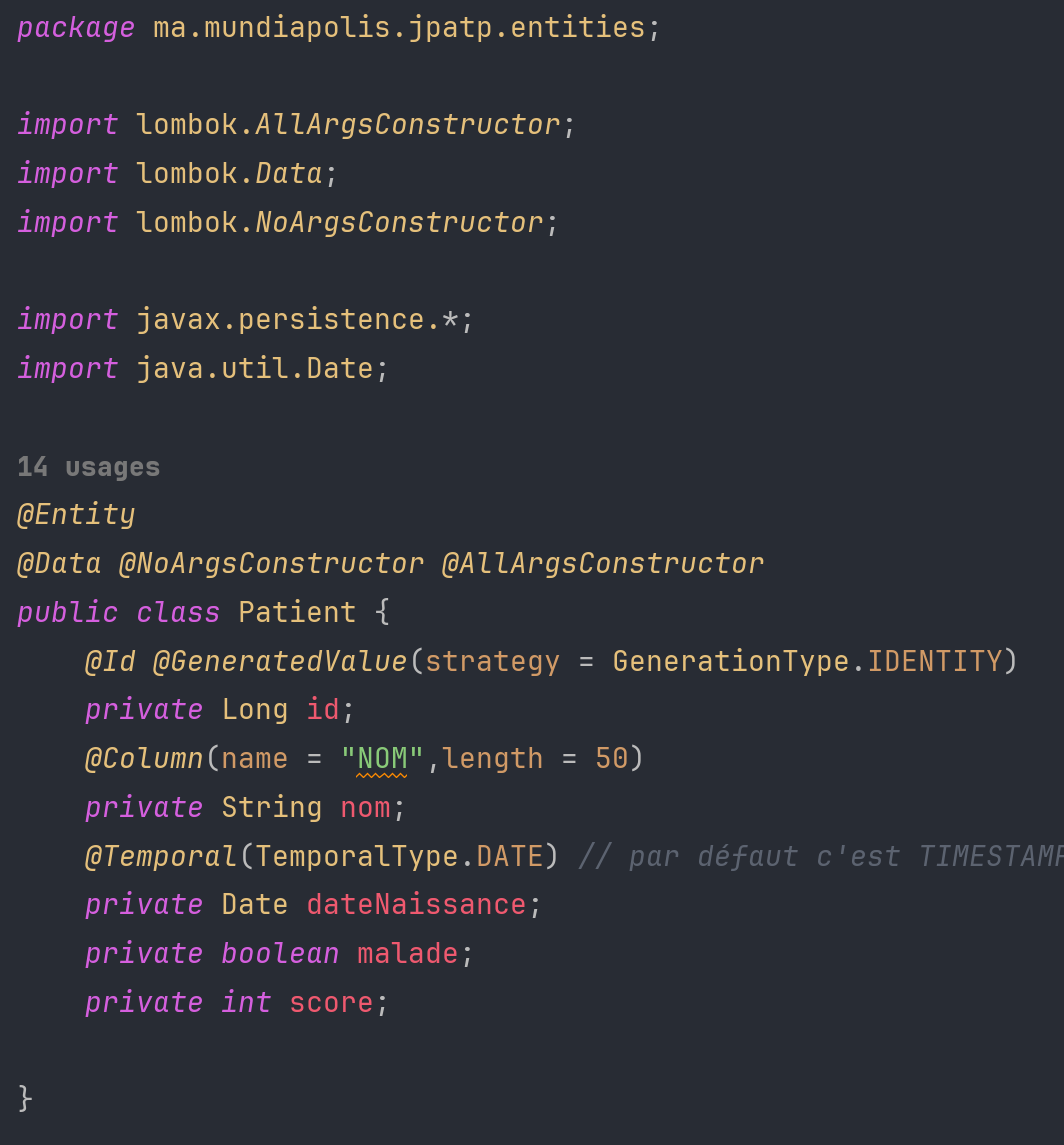 package ma.mundiapolis.jpatp.entities;
import lombok.AllArgsConstructor;
import lombok.Data;
import lombok.NoArgsConstructor;
import javax.persistence.*;
import java.util.Date;
14 usages
@Entity
@Data @NoArgsConstructor @AllArgsConstructor
public class Patient {
    @Id @GeneratedValue(strategy = GenerationType.IDENTITY)
    private Long id;
    @Column(name = "NOM",length = 50)
    private String nom;
    @Temporal(TemporalType.DATE) // par défaut c'est TIMESTAMP
    private Date dateNaissance;
    private boolean malade;
    private int score;
}